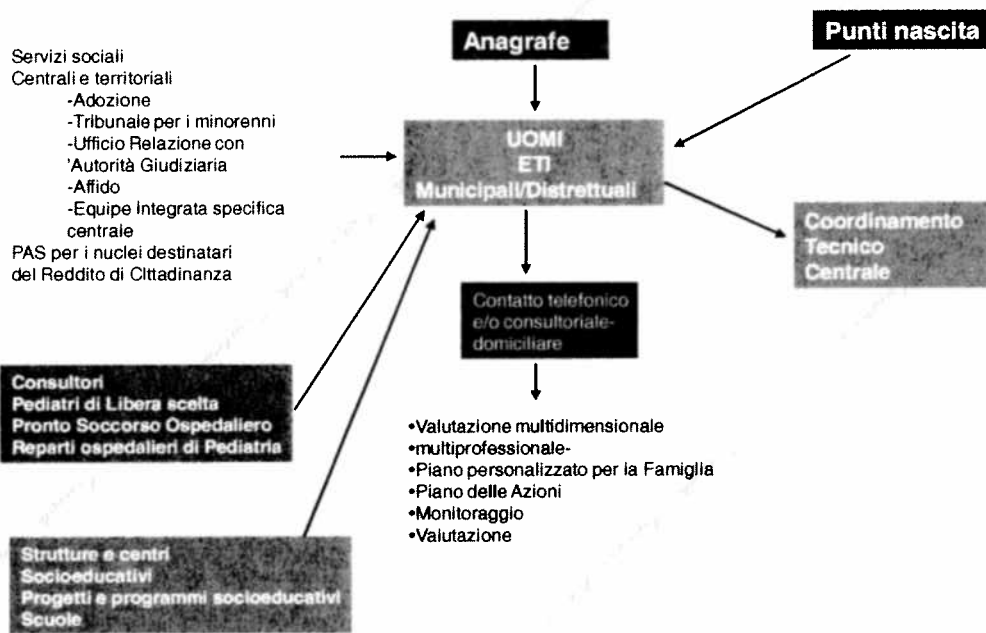 Servizi sociali
Centrali e territoriali
-Adozione
-Tribunale per i minorenni
-Ufficio Relazione con
'Autorità Giudiziaria
-Affido
-Equipe Integrata specifica
centrale
PAS per i nuclei destinatari
del Reddito di CIttadinanza
Anagrafe
Punti nascita
UOMI
ETI
Municipali/Distrettuali
Coordinamento
Tecnico
Centrale
Contatto telefonico
e/o consultoriale-
domiciliare
Consultori
Pediatri di Libera scelta
Pronto Soccorso Ospedaliero
Reparti ospedalieri di Pediatria
•Valutazione multidimensionale
•multiprofessionale-
•Piano personalizzato per la Famiglia
•Piano delle Azioni
•Monitoraggio
•Valutazione
Strutture e centri
Socioeducativi
Progetti e programmi socioeducativi
Scuole